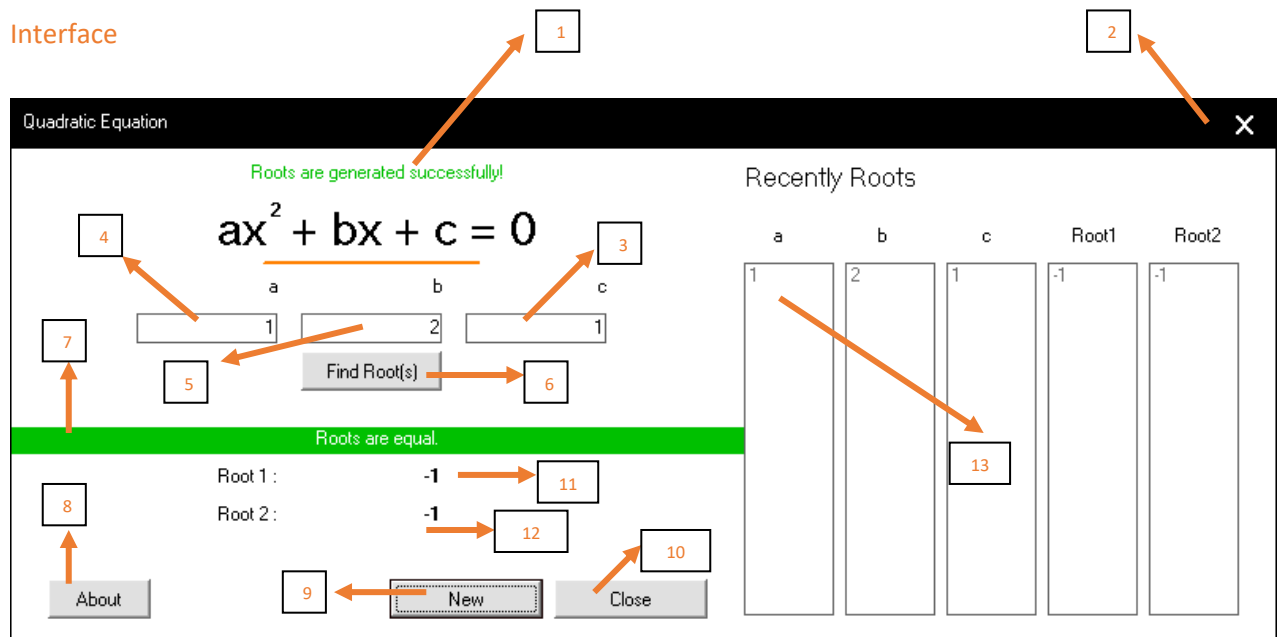 Interface
1
2
Quadratic Equation
Roots are generated successfully!
Recently Roots
ax² + bx + c = 0
4
3
a b c Root1 Root2
a b c
1 2 1 -1 -1
1 2 1
7
5
Find Root(s)
6
Roots are equal.
13
Root 1 : -1
11
8
Root 2 : -1
12
10
9
About
New
Close